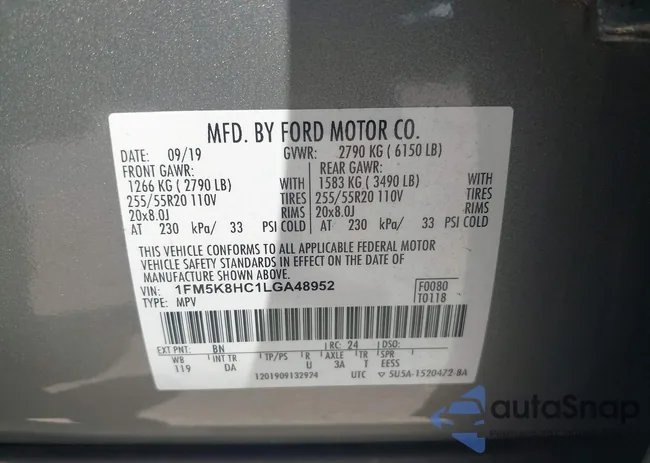 MFD. BY FORD MOTOR CO.
DATE: 09/19 GVWR: 2790 KG (6150 LB)
FRONT GAWR: REAR GAWR:
1266 KG (2790 LB) WITH 1583 KG (3490 LB) WITH
255/55R20 110V TIRES 255/55R20 110V TIRES
20x8.0J RIMS 20x8.0J RIMS
AT 230 kPa/ 33 PSI COLD AT 230 kPa/ 33 PSI COLD
THIS VEHICLE CONFORMS TO ALL APPLICABLE FEDERAL MOTOR
VEHICLE SAFETY STANDARDS IN EFFECT ON THE DATE OF
MANUFACTURE SHOWN ABOVE.
VIN: 1FM5K8HC1LGA48952 F0080
TYPE: MPV T0118
EXT PNT: BN RC: 24 DSO:
WB INT TR TP/PS R AXLE TR SPR
119 DA U 3A T EESS
1201909132974 UTC ▽ 5U5A-1520472-BA
autoSnap